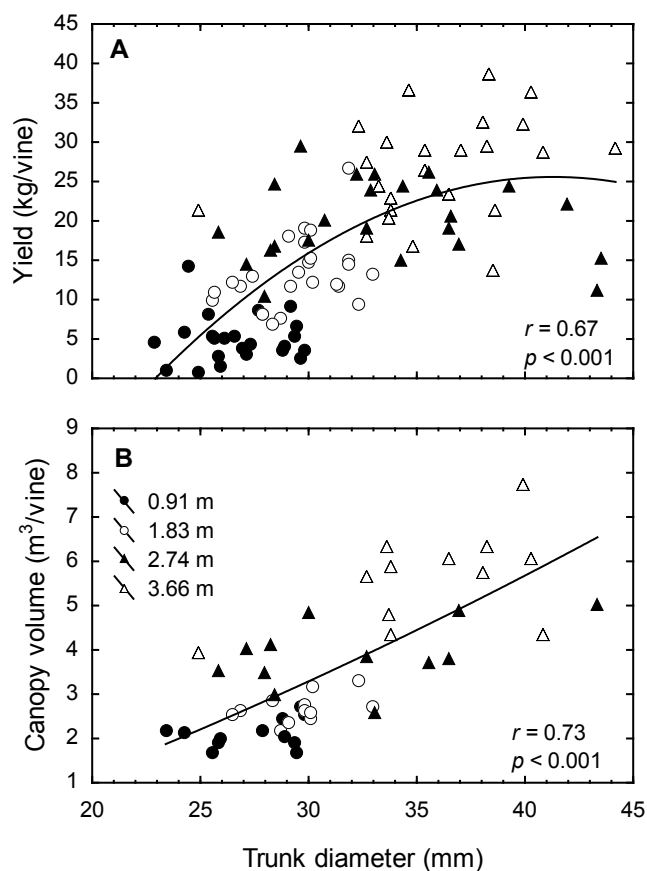 A
45
40
35
30
25
20
15
10
5
0
Yield (kg/vine)
r = 0.67
p < 0.001
B
9
8
7
6
5
4
3
2
1
Canopy volume (m³/vine)
0.91 m
1.83 m
2.74 m
3.66 m
r = 0.73
p < 0.001
20 25 30 35 40 45
Trunk diameter (mm)